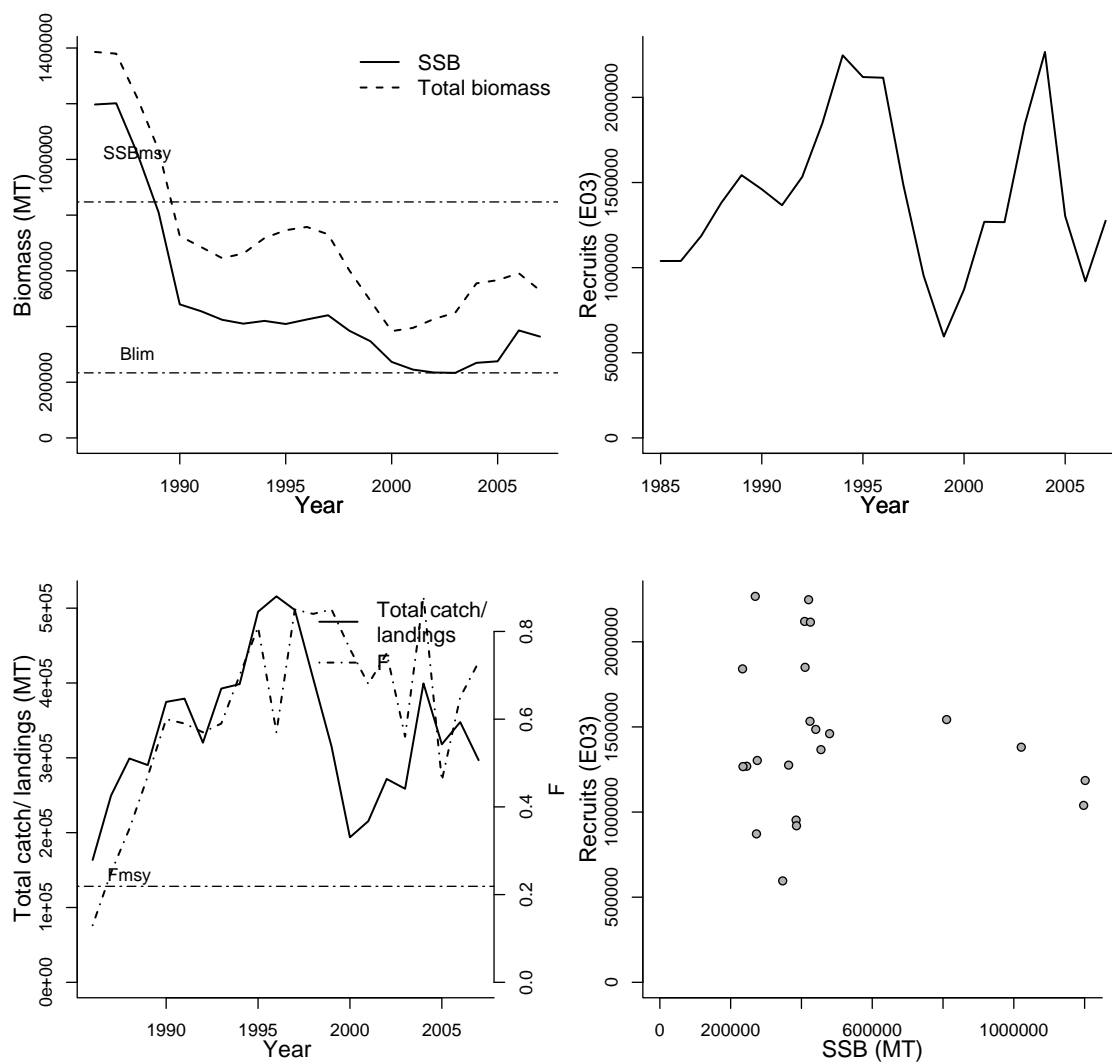 SSB
Total biomass
SSBmsy
Blim
Biomass (MT)
0
200000
600000
1000000
1400000
1990
1995
2000
2005
Year
Recruits (E03)
0
500000
1000000
1500000
2000000
1985
1990
1995
2000
2005
Year
Total catch/
landings
F
Fmsy
Total catch/ landings (MT)
0e+00
1e+05
2e+05
3e+05
4e+05
5e+05
F
0.0
0.2
0.4
0.6
0.8
1990
1995
2000
2005
Year
Recruits (E03)
0
500000
1000000
1500000
2000000
0
200000
600000
1000000
SSB (MT)